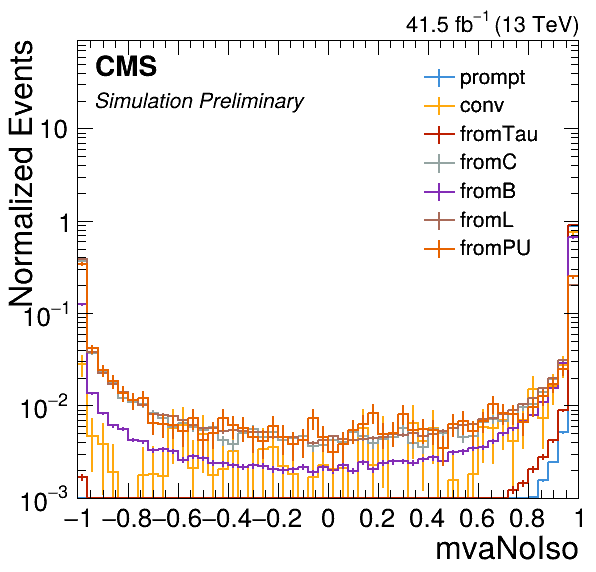 41.5 fb⁻¹ (13 TeV)
CMS
Simulation Preliminary
prompt
conv
fromTau
fromC
fromB
fromL
fromPU
Normalized Events
10
1
10⁻¹
10⁻²
10⁻³
−1 −0.8 −0.6 −0.4 −0.2 0 0.2 0.4 0.6 0.8 1
mvaNoIso